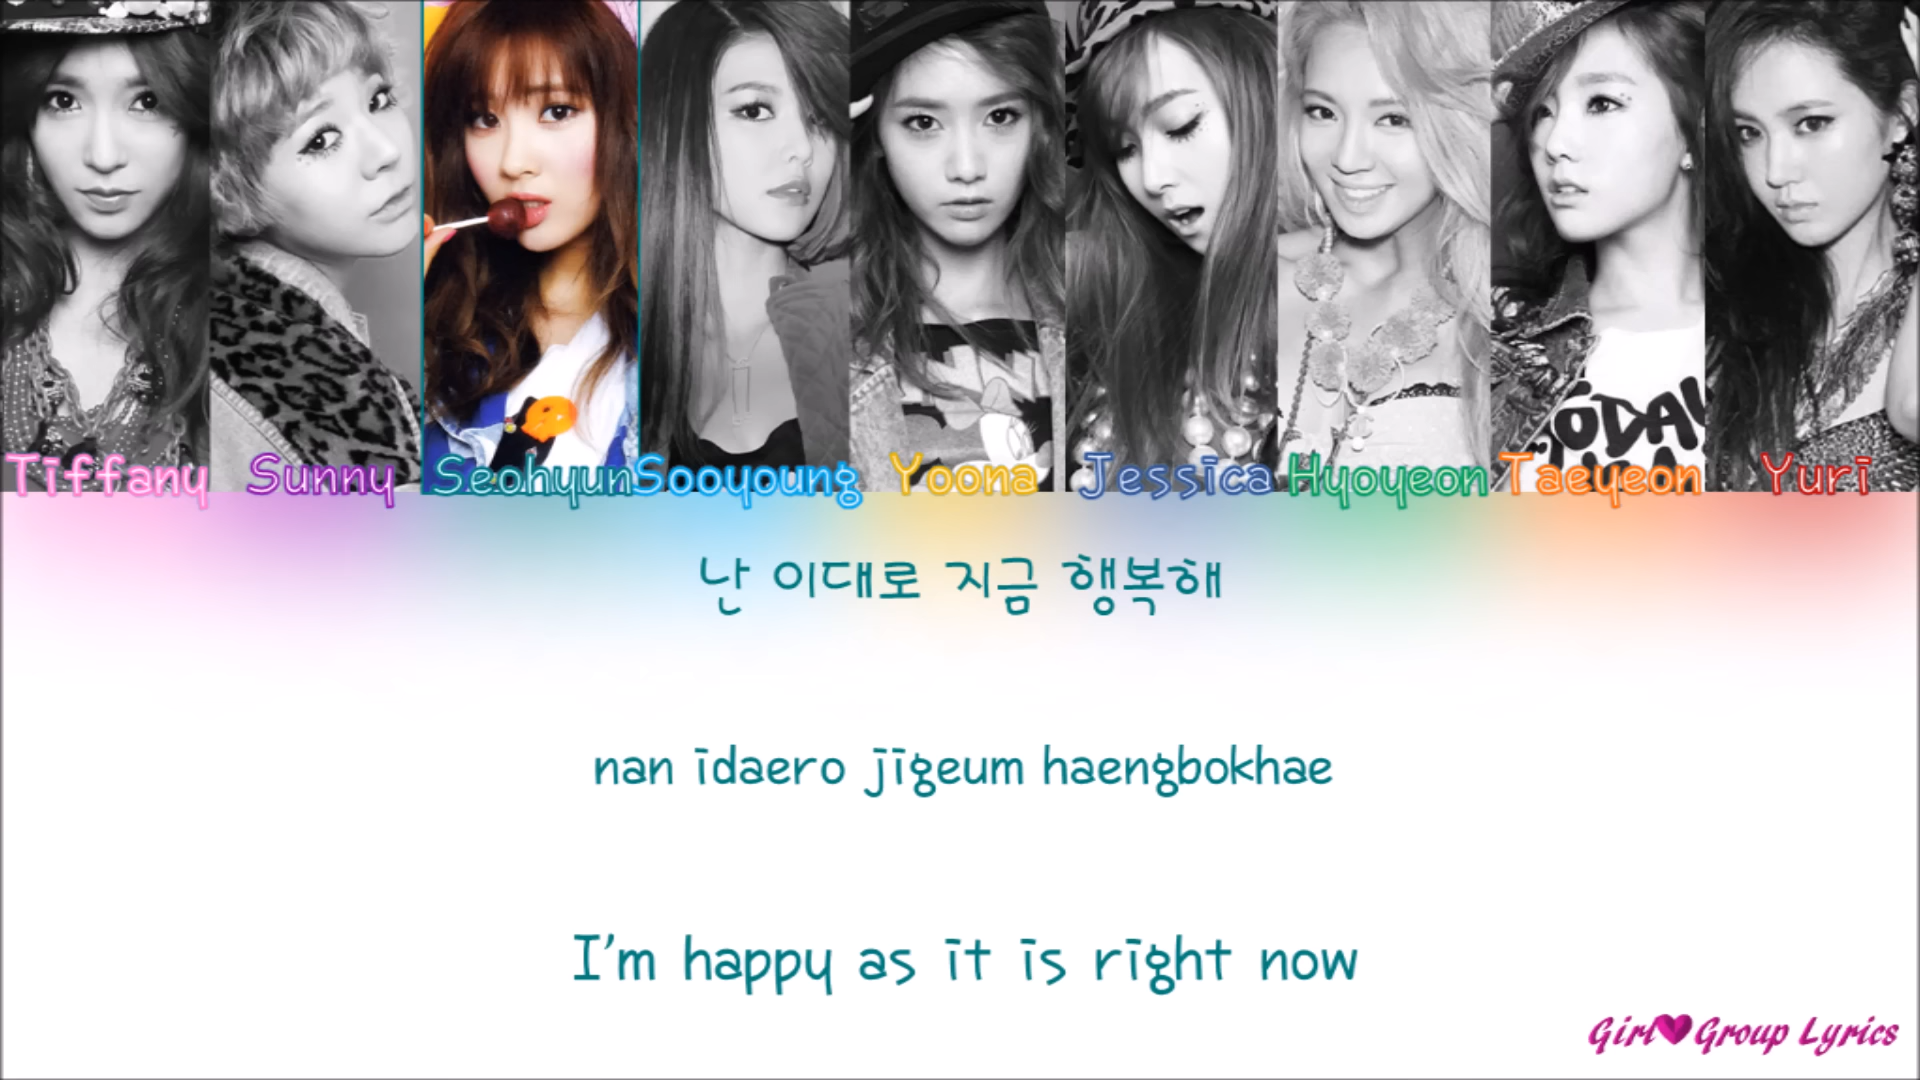 Tiffany Sunny Seohyun Sooyoung Yoona Jessica Hyoyeon Taeyeon Yuri
난 이대로 지금 행복해
nan idaero jigeum haengbokhae
I'm happy as it is right now
Girl Group Lyrics